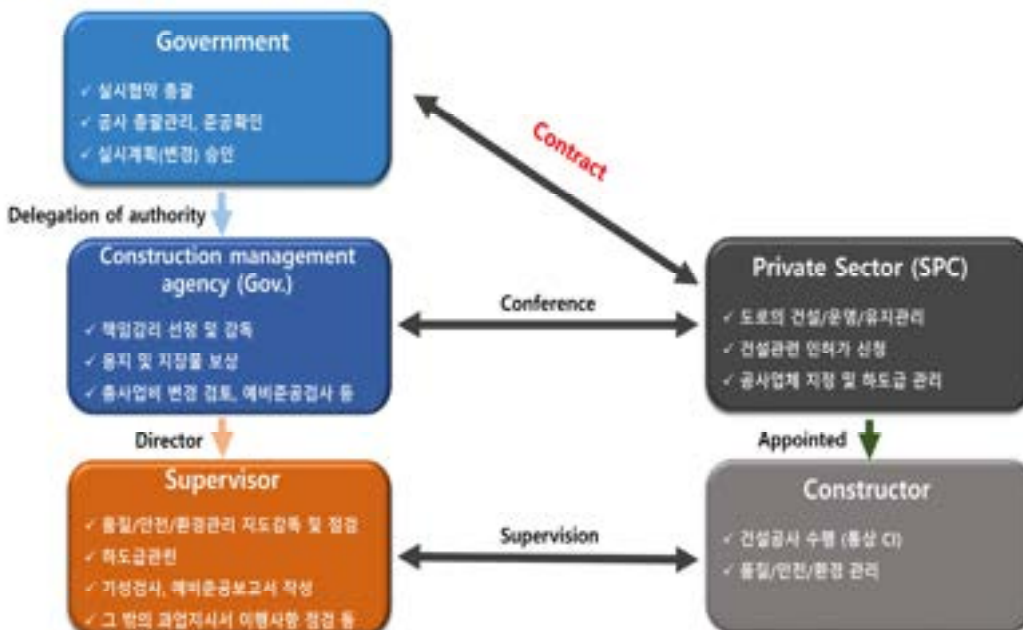 Government
✓ 실시협약 총괄
✓ 공사 총괄관리, 준공확인
✓ 실시계획(변경) 승인
Contract
Delegation of authority
Construction management
agency (Gov.)
✓ 책임감리 선정 및 감독
✓ 용지 및 지장물 보상
✓ 총사업비 변경 검토, 예비준공검사 등
Conference
Private Sector (SPC)
✓ 도로의 건설/운영/유지관리
✓ 건설관련 인허가 신청
✓ 공사업체 지정 및 하도급 관리
Director
Appointed
Supervisor
✓ 품질/안전/환경관리 지도감독 및 점검
✓ 하도급관련
✓ 기성검사, 예비준공보고서 작성
✓ 그 밖의 과업지시서 이행사항 점검 등
Supervision
Constructor
✓ 건설공사 수행 (통상 CI)
✓ 품질/안전/환경 관리